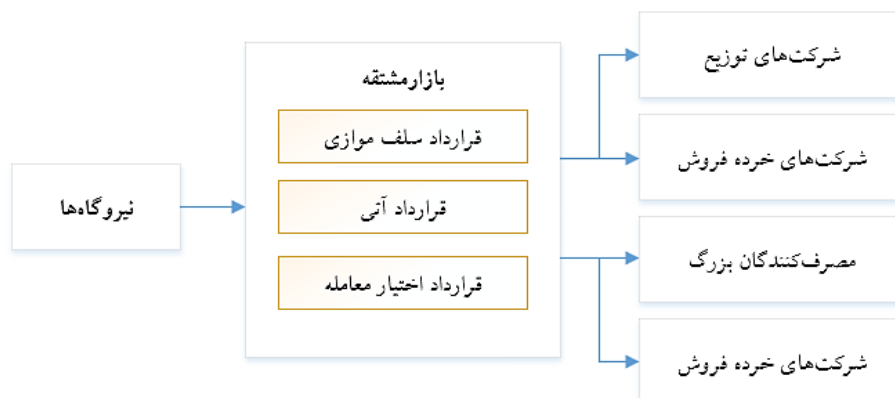 نیروگاه‌ها
بازارمشتقه
قرارداد سلف موازی
قرارداد آتی
قرارداد اختیار معامله
شرکت‌های توزیع
شرکت‌های خرده فروش
مصرف‌کنندگان بزرگ
شرکت‌های خرده فروش